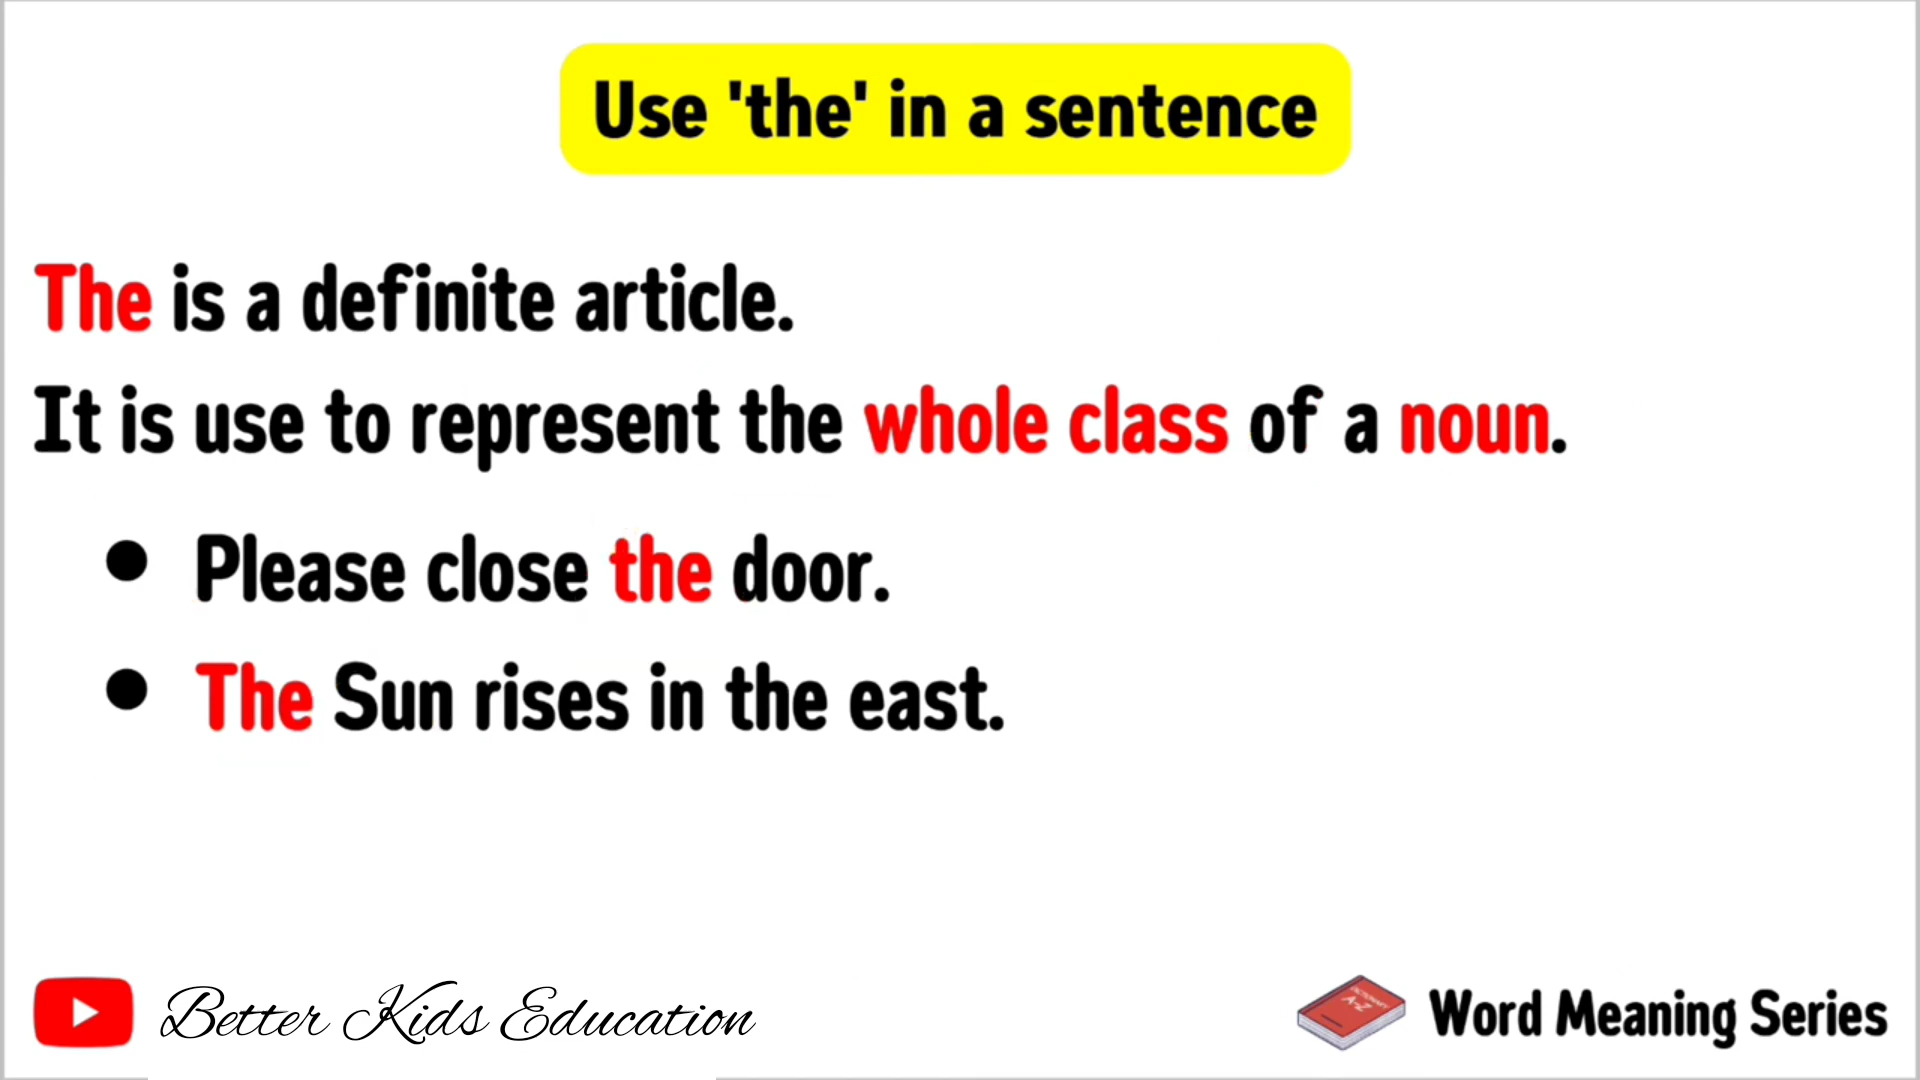 Use 'the' in a sentence
The is a definite article.
It is use to represent the whole class of a noun.
● Please close the door.
● The Sun rises in the east.
Better Kids Education
DICTIONARY
A-Z
Word Meaning Series